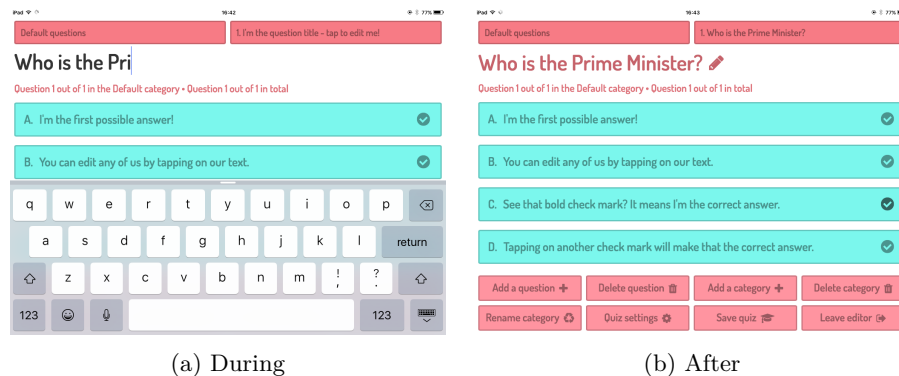 iPad 16:42 77%
Default questions 1. I'm the question title - tap to edit me!
Who is the Pri
Question 1 out of 1 in the Default category • Question 1 out of 1 in total
A. I'm the first possible answer!
B. You can edit any of us by tapping on our text.
q w e r t y u i o p
a s d f g h j k l return
z x c v b n m ! , ? .
123 123
(a) During
iPad 16:43 77%
Default questions 1. Who is the Prime Minister?
Who is the Prime Minister?
Question 1 out of 1 in the Default category • Question 1 out of 1 in total
A. I'm the first possible answer!
B. You can edit any of us by tapping on our text.
C. See that bold check mark? It means I'm the correct answer.
D. Tapping on another check mark will make that the correct answer.
Add a question Delete question Add a category Delete category
Rename category Quiz settings Save quiz Leave editor
(b) After